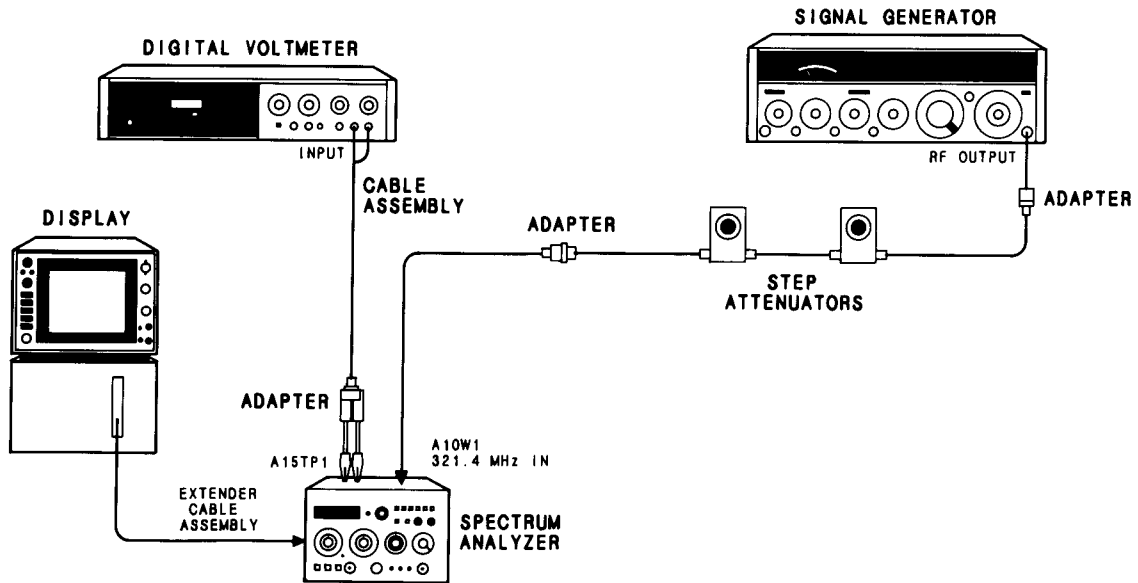 SIGNAL GENERATOR
DIGITAL VOLTMETER
INPUT
RF OUTPUT
CABLE
ASSEMBLY
ADAPTER
DISPLAY
ADAPTER
STEP
ATTENUATORS
ADAPTER
A10W1
321.4 MHz IN
A15TP1
EXTENDER
CABLE
ASSEMBLY
SPECTRUM
ANALYZER